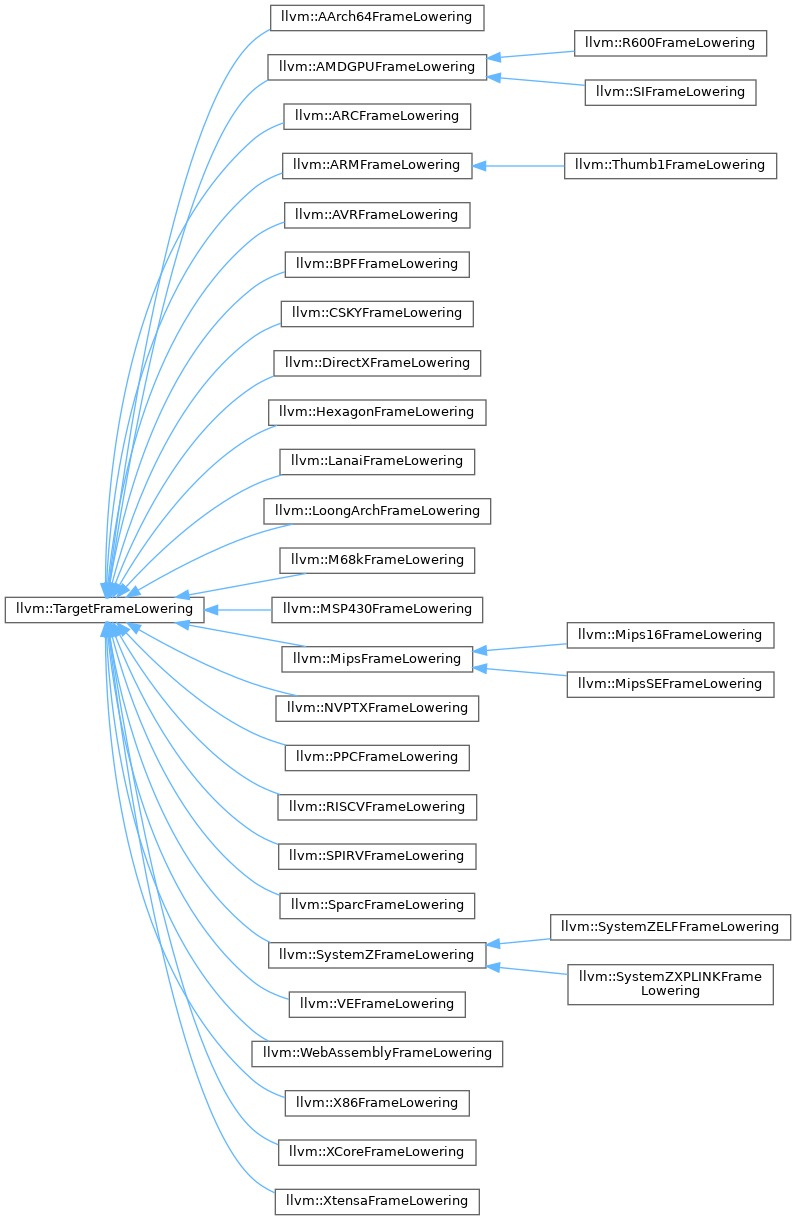 llvm::AArch64FrameLowering
llvm::R600FrameLowering
llvm::AMDGPUFrameLowering
llvm::SIFrameLowering
llvm::ARCFrameLowering
llvm::ARMFrameLowering
llvm::Thumb1FrameLowering
llvm::AVRFrameLowering
llvm::BPFFrameLowering
llvm::CSKYFrameLowering
llvm::DirectXFrameLowering
llvm::HexagonFrameLowering
llvm::LanaiFrameLowering
llvm::LoongArchFrameLowering
llvm::M68kFrameLowering
llvm::TargetFrameLowering
llvm::MSP430FrameLowering
llvm::Mips16FrameLowering
llvm::MipsFrameLowering
llvm::MipsSEFrameLowering
llvm::NVPTXFrameLowering
llvm::PPCFrameLowering
llvm::RISCVFrameLowering
llvm::SPIRVFrameLowering
llvm::SparcFrameLowering
llvm::SystemZELFFrameLowering
llvm::SystemZFrameLowering
llvm::SystemZXPLINKFrame
Lowering
llvm::VEFrameLowering
llvm::WebAssemblyFrameLowering
llvm::X86FrameLowering
llvm::XCoreFrameLowering
llvm::XtensaFrameLowering